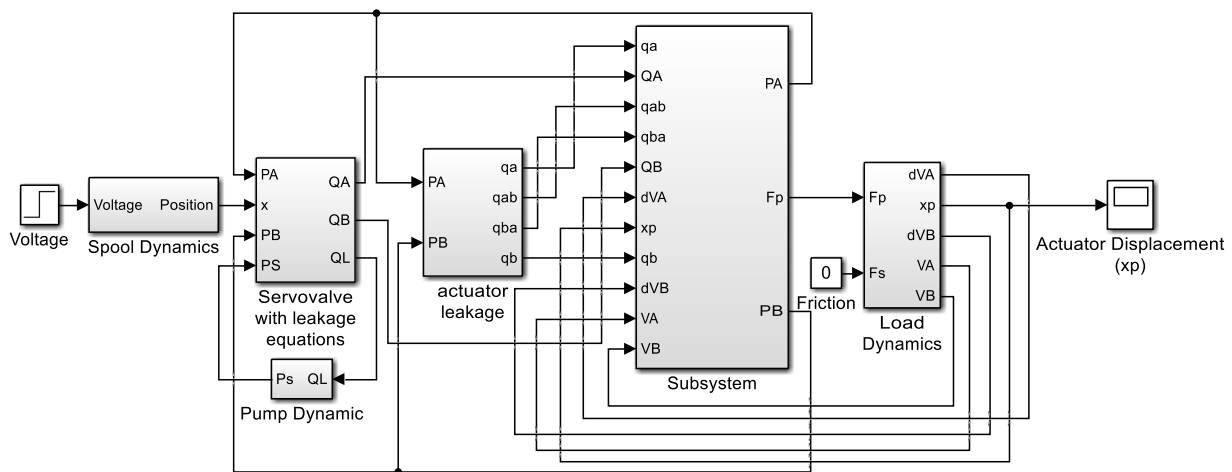 Voltage
Voltage
Position
Spool Dynamics
PA
x
PB
PS
QA
QB
QL
Servovalve
with leakage
equations
Ps
QL
Pump Dynamic
PA
PB
qa
qab
qba
qb
actuator
leakage
qa
QA
qab
qba
QB
dVA
xp
qb
dVB
VA
VB
PA
Fp
PB
Subsystem
0
Friction
Fp
Fs
dVA
xp
dVB
VA
VB
Load
Dynamics
Actuator Displacement
(xp)